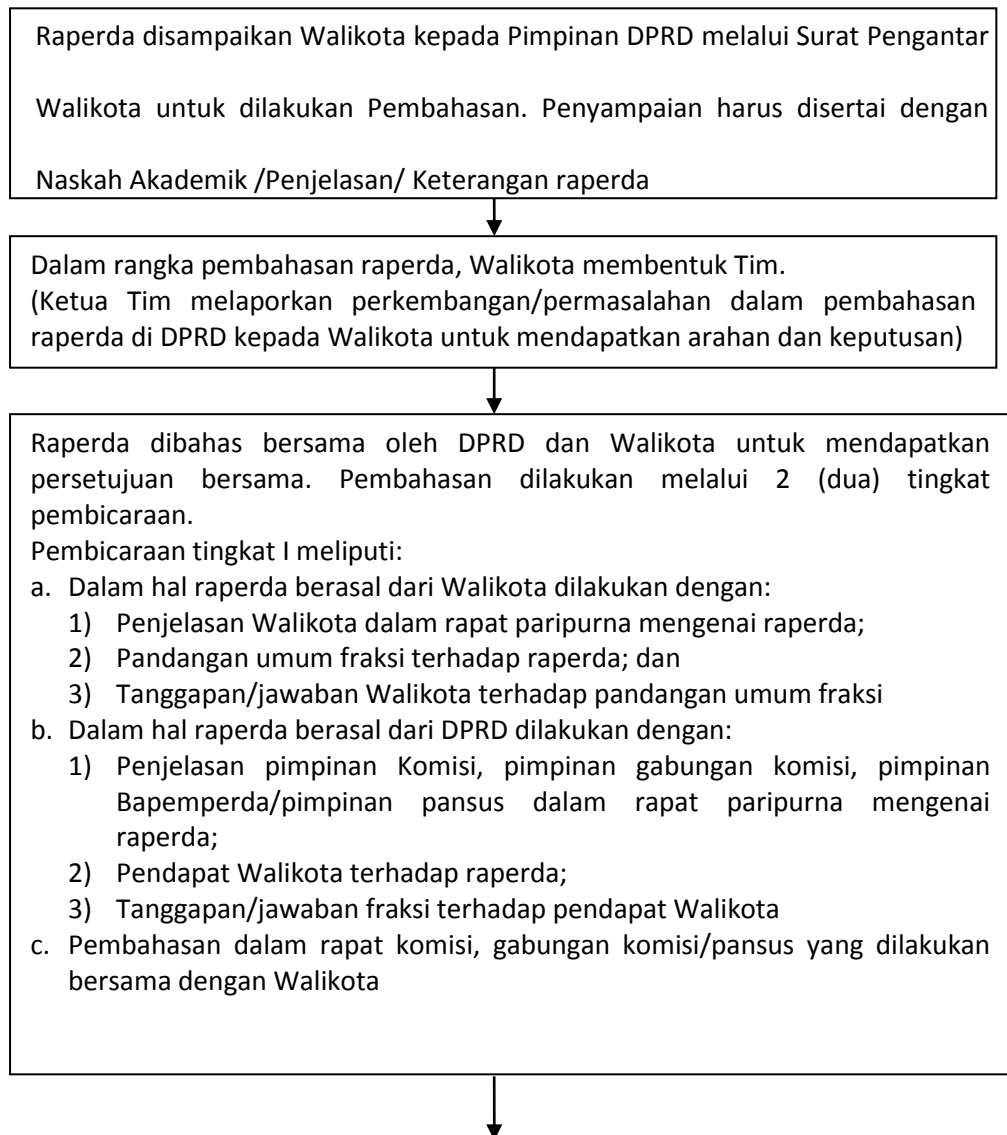 Raperda disampaikan Walikota kepada Pimpinan DPRD melalui Surat Pengantar
Walikota untuk dilakukan Pembahasan. Penyampaian harus disertai dengan
Naskah Akademik /Penjelasan/ Keterangan raperda
Dalam rangka pembahasan raperda, Walikota membentuk Tim.
(Ketua Tim melaporkan perkembangan/permasalahan dalam pembahasan
raperda di DPRD kepada Walikota untuk mendapatkan arahan dan keputusan)
Raperda dibahas bersama oleh DPRD dan Walikota untuk mendapatkan
persetujuan bersama. Pembahasan dilakukan melalui 2 (dua) tingkat
pembicaraan.
Pembicaraan tingkat I meliputi:
a. Dalam hal raperda berasal dari Walikota dilakukan dengan:
1) Penjelasan Walikota dalam rapat paripurna mengenai raperda;
2) Pandangan umum fraksi terhadap raperda; dan
3) Tanggapan/jawaban Walikota terhadap pandangan umum fraksi
b. Dalam hal raperda berasal dari DPRD dilakukan dengan:
1) Penjelasan pimpinan Komisi, pimpinan gabungan komisi, pimpinan
Bapemperda/pimpinan pansus dalam rapat paripurna mengenai
raperda;
2) Pendapat Walikota terhadap raperda;
3) Tanggapan/jawaban fraksi terhadap pendapat Walikota
c. Pembahasan dalam rapat komisi, gabungan komisi/pansus yang dilakukan
bersama dengan Walikota